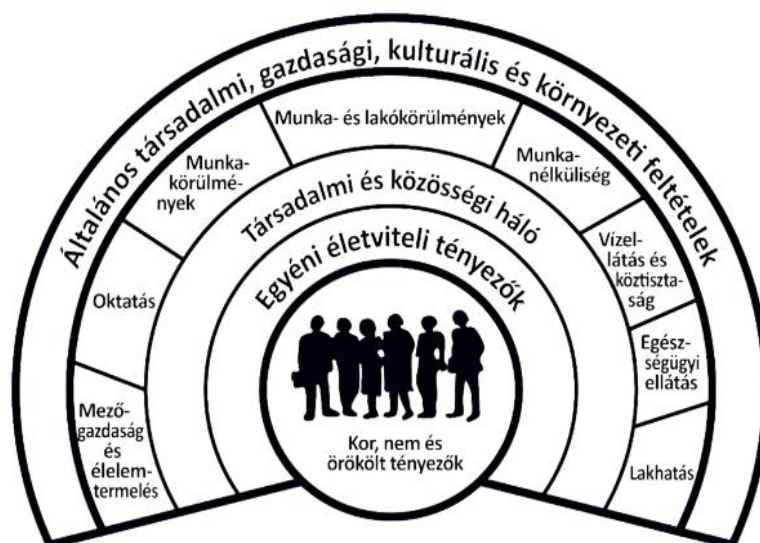 Általános társadalmi, gazdasági, kulturális és környezeti feltételek
Munka- és lakókörülmények
Munka-
körülmé-
nyek
Munka-
nélküliség
Társadalmi és közösségi háló
Egyéni életviteli tényezők
Oktatás
Vízel-
látás és
köztiszta-
ság
Mező-
gazdaság
és
élelem-
termelés
Egész-
ségügyi
ellátás
Lakhatás
Kor, nem és
örökölt tényezők